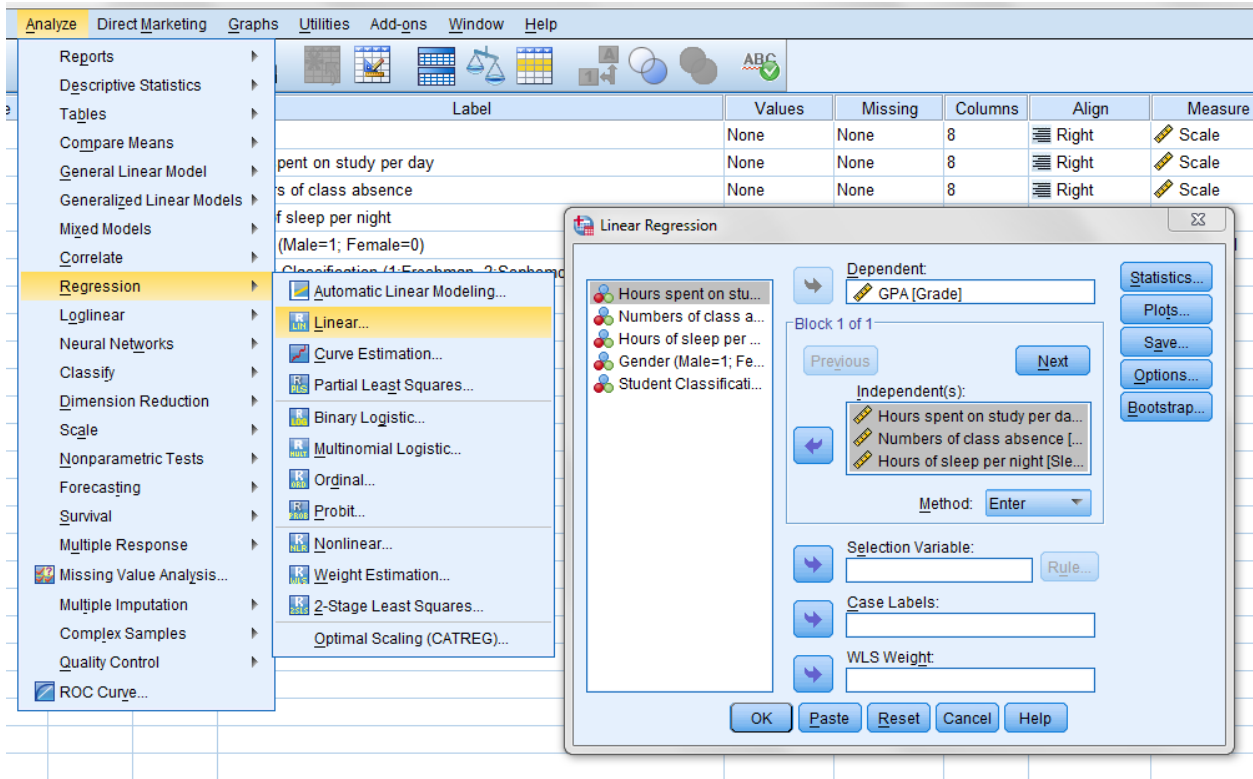 Analyze Direct Marketing Graphs Utilities Add-ons Window Help
Reports
Descriptive Statistics
Tables
Compare Means
General Linear Model
Generalized Linear Models
Mixed Models
Correlate
Regression
Loglinear
Neural Networks
Classify
Dimension Reduction
Scale
Nonparametric Tests
Forecasting
Survival
Multiple Response
Missing Value Analysis...
Multiple Imputation
Complex Samples
Quality Control
ROC Curve...
A
1
ABC
Label Values Missing Columns Align Measure
None None 8 Right Scale
pent on study per day None None 8 Right Scale
s of class absence None None 8 Right Scale
f sleep per night
(Male=1; Female=0)
Automatic Linear Modeling...
Linear...
Curve Estimation...
Partial Least Squares...
Binary Logistic...
Multinomial Logistic...
Ordinal...
Probit...
Nonlinear...
Weight Estimation...
2-Stage Least Squares...
Optimal Scaling (CATREG)...
Linear Regression
Hours spent on stu...
Numbers of class a...
Hours of sleep per ...
Gender (Male=1; Fe...
Student Classificati...
Dependent:
GPA [Grade]
Block 1 of 1
Previous Next
Independent(s):
Hours spent on study per da...
Numbers of class absence [...
Hours of sleep per night [Sle...
Method: Enter
Selection Variable:
Rule...
Case Labels:
WLS Weight:
Statistics...
Plots...
Save...
Options...
Bootstrap...
OK Paste Reset Cancel Help